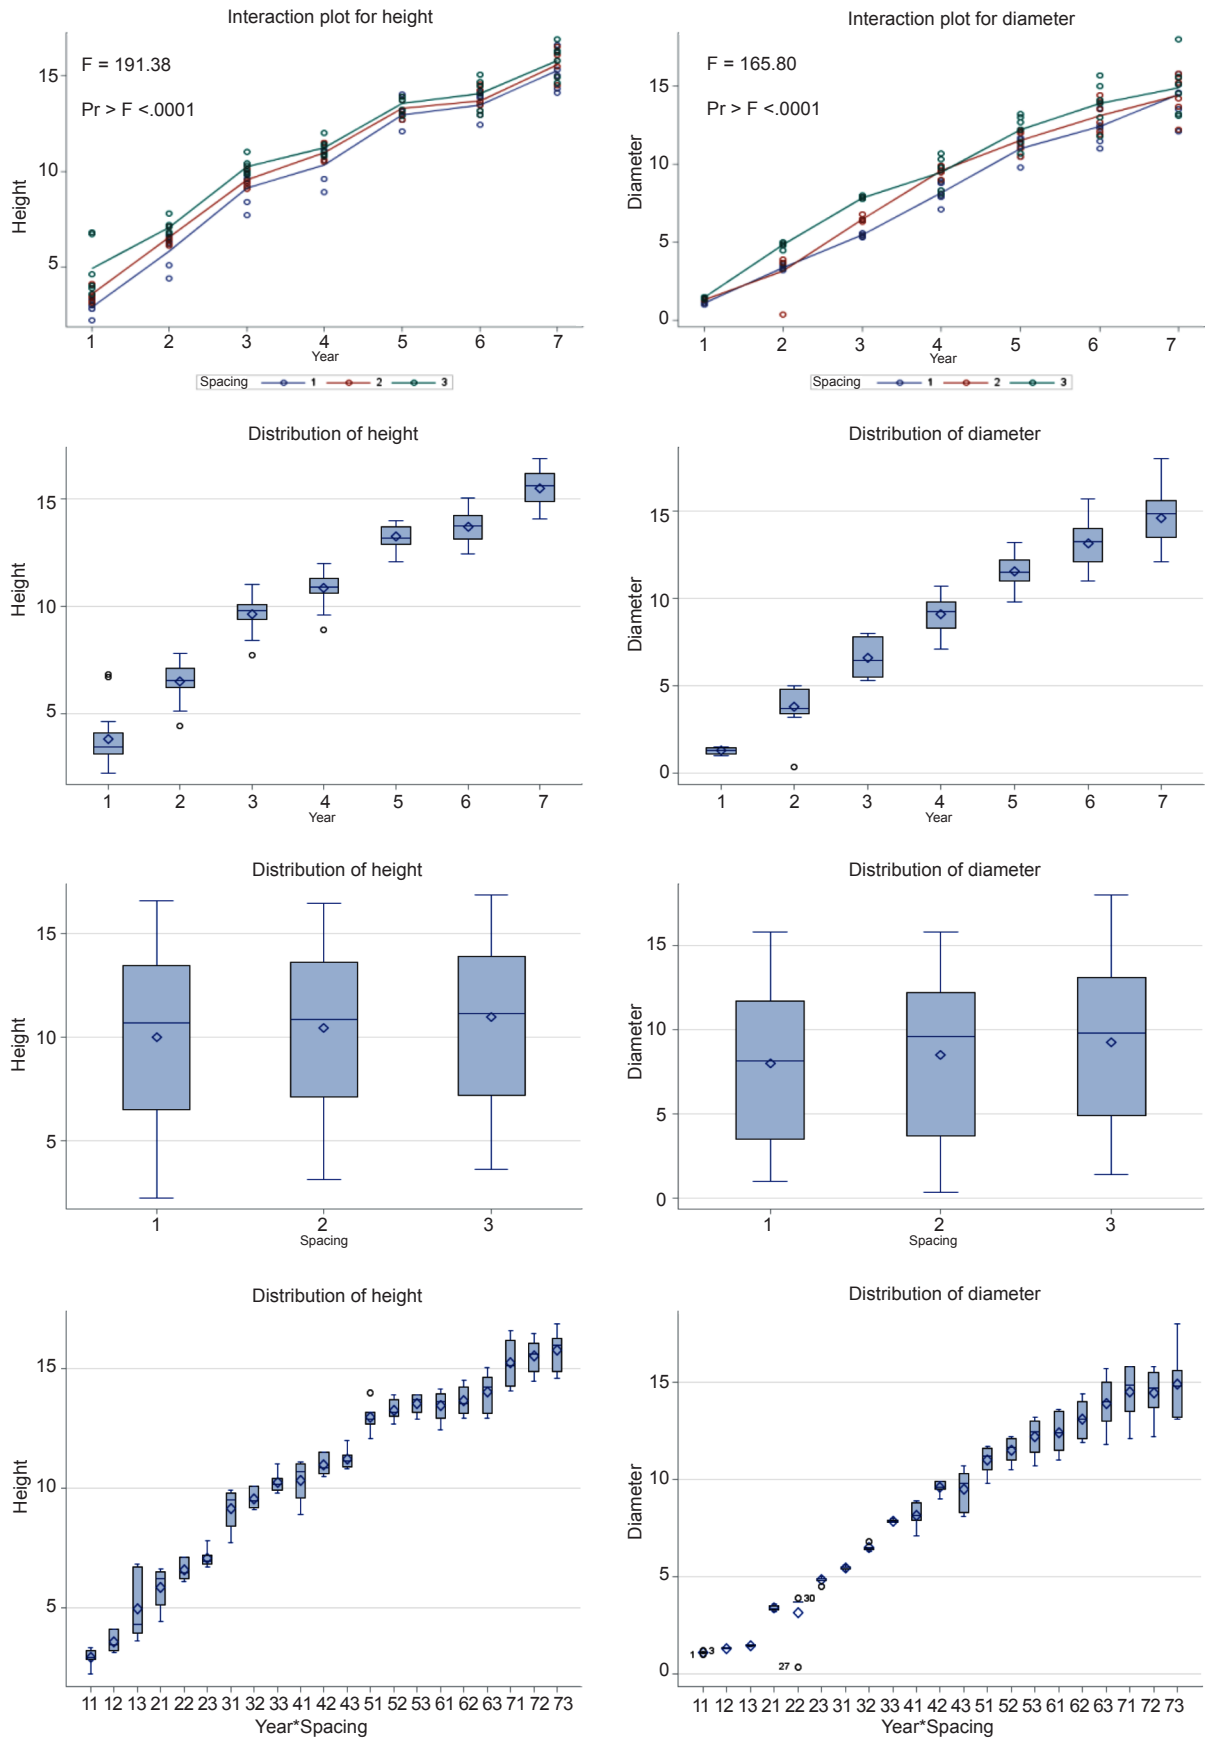 Interaction plot for height
F = 191.38
Pr > F <.0001
Height
15
10
5
1 2 3 4 5 6 7
Year
Spacing 1 2 3
Interaction plot for diameter
F = 165.80
Pr > F <.0001
Diameter
15
10
5
0
1 2 3 4 5 6 7
Year
Spacing 1 2 3
Distribution of height
Height
15
10
5
1 2 3 4 5 6 7
Year
Distribution of diameter
Diameter
15
10
5
0
1 2 3 4 5 6 7
Year
Distribution of height
Height
15
10
5
1 2 3
Spacing
Distribution of diameter
Diameter
15
10
5
0
1 2 3
Spacing
Distribution of height
Height
15
10
5
11 12 13 21 22 23 31 32 33 41 42 43 51 52 53 61 62 63 71 72 73
Year*Spacing
Distribution of diameter
Diameter
15
10
5
0
1 3
30
27
11 12 13 21 22 23 31 32 33 41 42 43 51 52 53 61 62 63 71 72 73
Year*Spacing